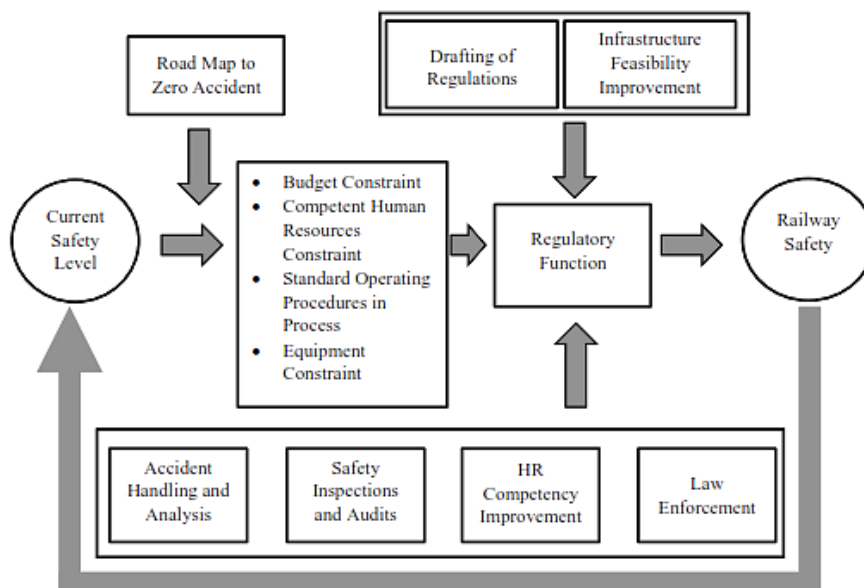 Road Map to
Zero Accident
Drafting of
Regulations
Infrastructure
Feasibility
Improvement
Current
Safety
Level
• Budget Constraint
• Competent Human
Resources
Constraint
• Standard Operating
Procedures in
Process
• Equipment
Constraint
Regulatory
Function
Railway
Safety
Accident
Handling and
Analysis
Safety
Inspections
and Audits
HR
Competency
Improvement
Law
Enforcement